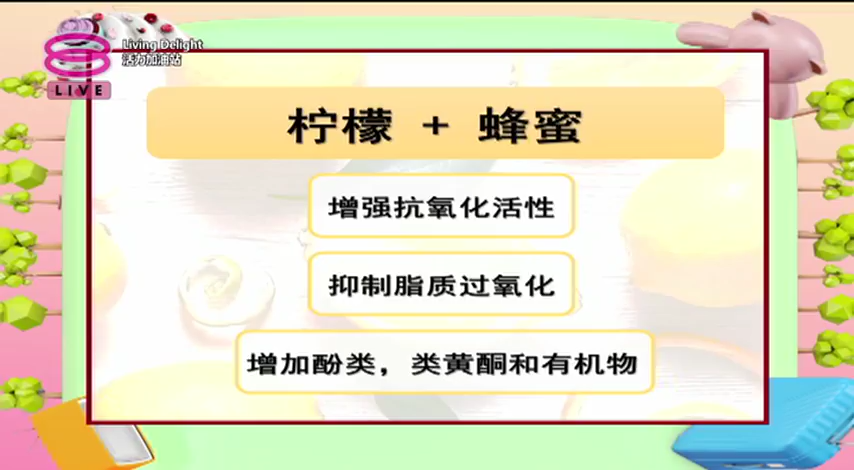 Living Delight
活力加油站
LIVE
柠檬 + 蜂蜜
增强抗氧化活性
抑制脂质过氧化
增加酚类，类黄酮和有机物